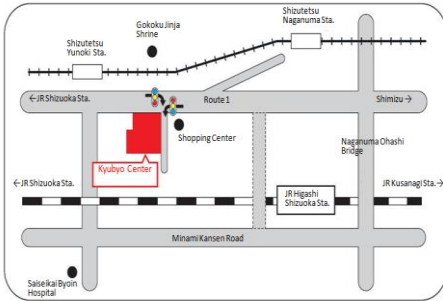 Shizutetsu
Naganuma Sta.
Gokoku Jinja
Shrine
Shizutetsu
Yunoki Sta.
←JR Shizuoka Sta.
Route 1
Shimizu
Shopping Center
Naganuma Ohashi
Bridge
Kyubyo Center
←JR Shizuoka Sta.
JR Kusanagi Sta.→
JR Higashi
Shizuoka Sta.
Minami Kansen Road
Saiseikai Byoin
Hospital